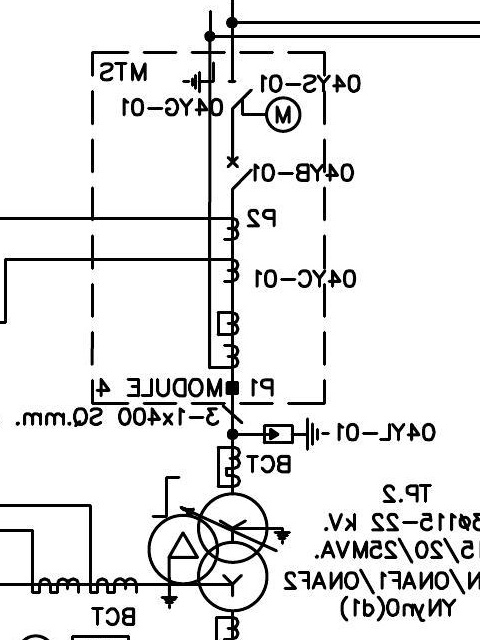 MTS
04YS-01
04YG-01
M
04YB-01
P2
04YC-01
P1
MODULE 4
3-1x400 SQ.mm.
04YL-01
BCT
TP.2
3ø115-22 kV.
15/20/25MVA.
N/ONAF1/ONAF2
YNyn0(d1)
BCT